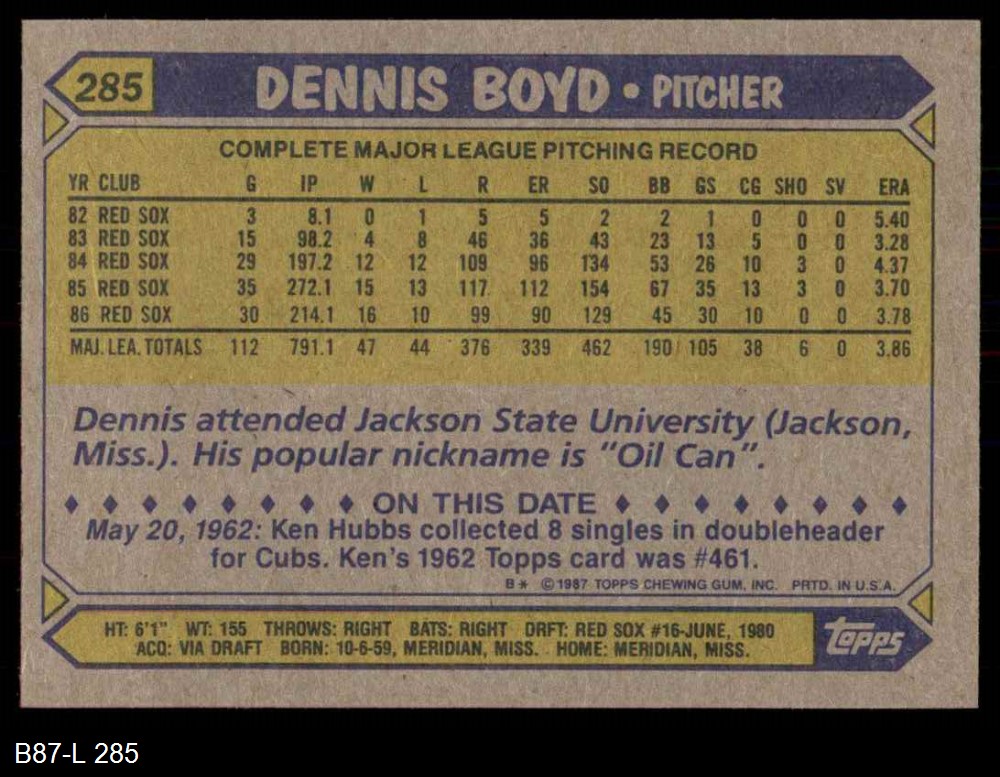 285 DENNIS BOYD • PITCHER
COMPLETE MAJOR LEAGUE PITCHING RECORD
YR CLUB G IP W L R ER SO BB GS CG SHO SV ERA
82 RED SOX 3 8.1 0 1 5 5 2 2 1 0 0 0 5.40
83 RED SOX 15 98.2 4 8 46 36 43 23 13 5 0 0 3.28
84 RED SOX 29 197.2 12 12 109 96 134 53 26 10 3 0 4.37
85 RED SOX 35 272.1 15 13 117 112 154 67 35 13 3 0 3.70
86 RED SOX 30 214.1 16 10 99 90 129 45 30 10 0 0 3.78
MAJ. LEA. TOTALS 112 791.1 47 44 376 339 462 190 105 38 6 0 3.86
Dennis attended Jackson State University (Jackson,
Miss.). His popular nickname is "Oil Can".
ON THIS DATE
May 20, 1962: Ken Hubbs collected 8 singles in doubleheader
for Cubs. Ken's 1962 Topps card was #461.
B* ©1987 TOPPS CHEWING GUM, INC. PRTD. IN U.S.A.
HT: 6'1" WT: 155 THROWS: RIGHT BATS: RIGHT DRFT: RED SOX #16-JUNE, 1980
ACQ: VIA DRAFT BORN: 10-6-59, MERIDIAN, MISS. HOME: MERIDIAN, MISS.
topps
B87-L 285